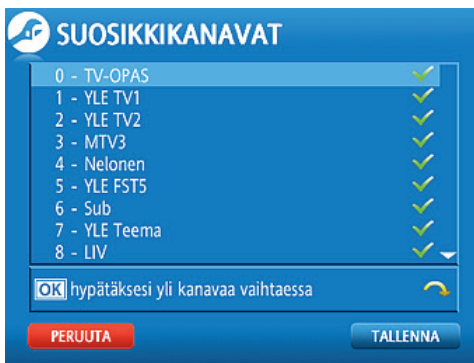 SUOSIKKIKANAVAT
0 - TV-OPAS
1 - YLE TV1
2 - YLE TV2
3 - MTV3
4 - Nelonen
5 - YLE FST5
6 - Sub
7 - YLE Teema
8 - LIV
OK hypätäksesi yli kanavaa vaihtaessa
PERUUTA TALLENNA